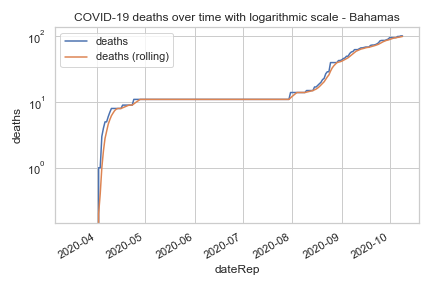 COVID-19 deaths over time with logarithmic scale - Bahamas
deaths
deaths (rolling)
10²
10¹
10⁰
deaths
2020-04
2020-05
2020-06
2020-07
2020-08
2020-09
2020-10
dateRep